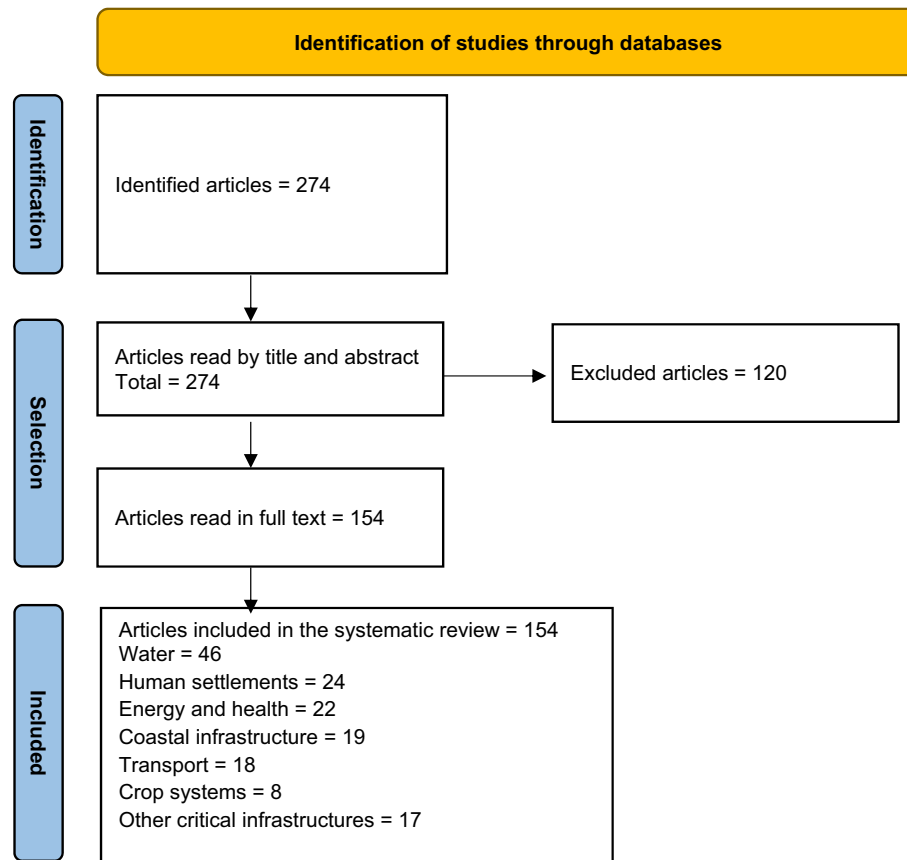 Identification of studies through databases
Identification
Identified articles = 274
Selection
Articles read by title and abstract
Total = 274
Excluded articles = 120
Articles read in full text = 154
Included
Articles included in the systematic review = 154
Water = 46
Human settlements = 24
Energy and health = 22
Coastal infrastructure = 19
Transport = 18
Crop systems = 8
Other critical infrastructures = 17